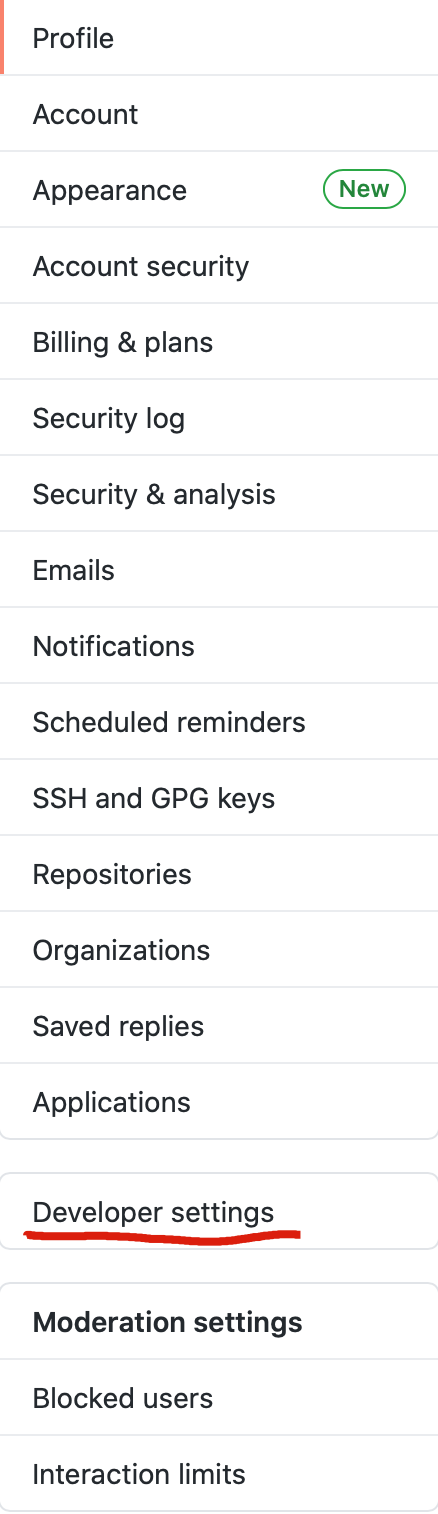 Profile
Account
Appearance New
Account security
Billing & plans
Security log
Security & analysis
Emails
Notifications
Scheduled reminders
SSH and GPG keys
Repositories
Organizations
Saved replies
Applications
Developer settings
Moderation settings
Blocked users
Interaction limits